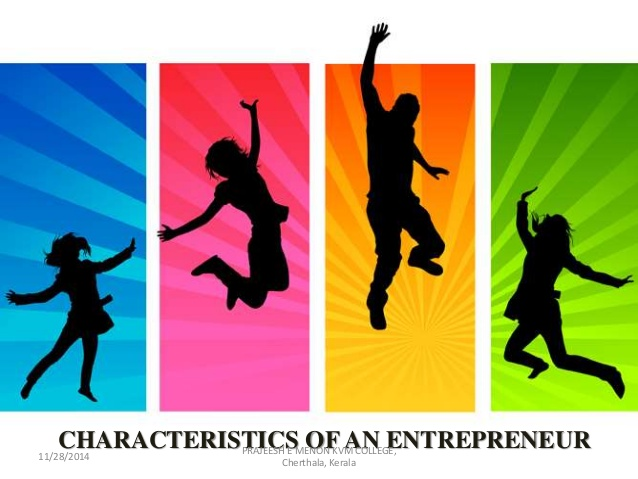 CHARACTERISTICS OF AN ENTREPRENEUR
11/28/2014
PRAJEESH E MENON KVM COLLEGE,
Cherthala, Kerala